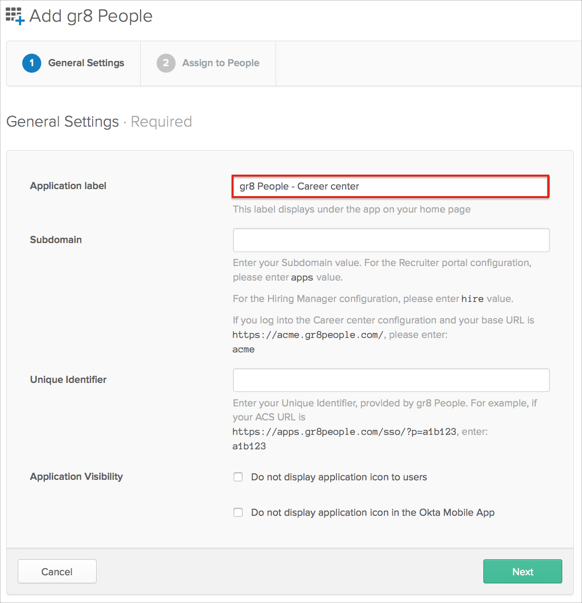 Add gr8 People
1 General Settings
2 Assign to People
General Settings · Required
Application label
gr8 People - Career center
This label displays under the app on your home page
Subdomain
Enter your Subdomain value. For the Recruiter portal configuration,
please enter apps value.
For the Hiring Manager configuration, please enter hire value.
If you log into the Career center configuration and your base URL is
https://acme.gr8people.com/, please enter:
acme
Unique Identifier
Enter your Unique Identifier, provided by gr8 People. For example, if
your ACS URL is
https://apps.gr8people.com/sso/?p=a1b123, enter:
a1b123
Application Visibility
Do not display application icon to users
Do not display application icon in the Okta Mobile App
Cancel
Next